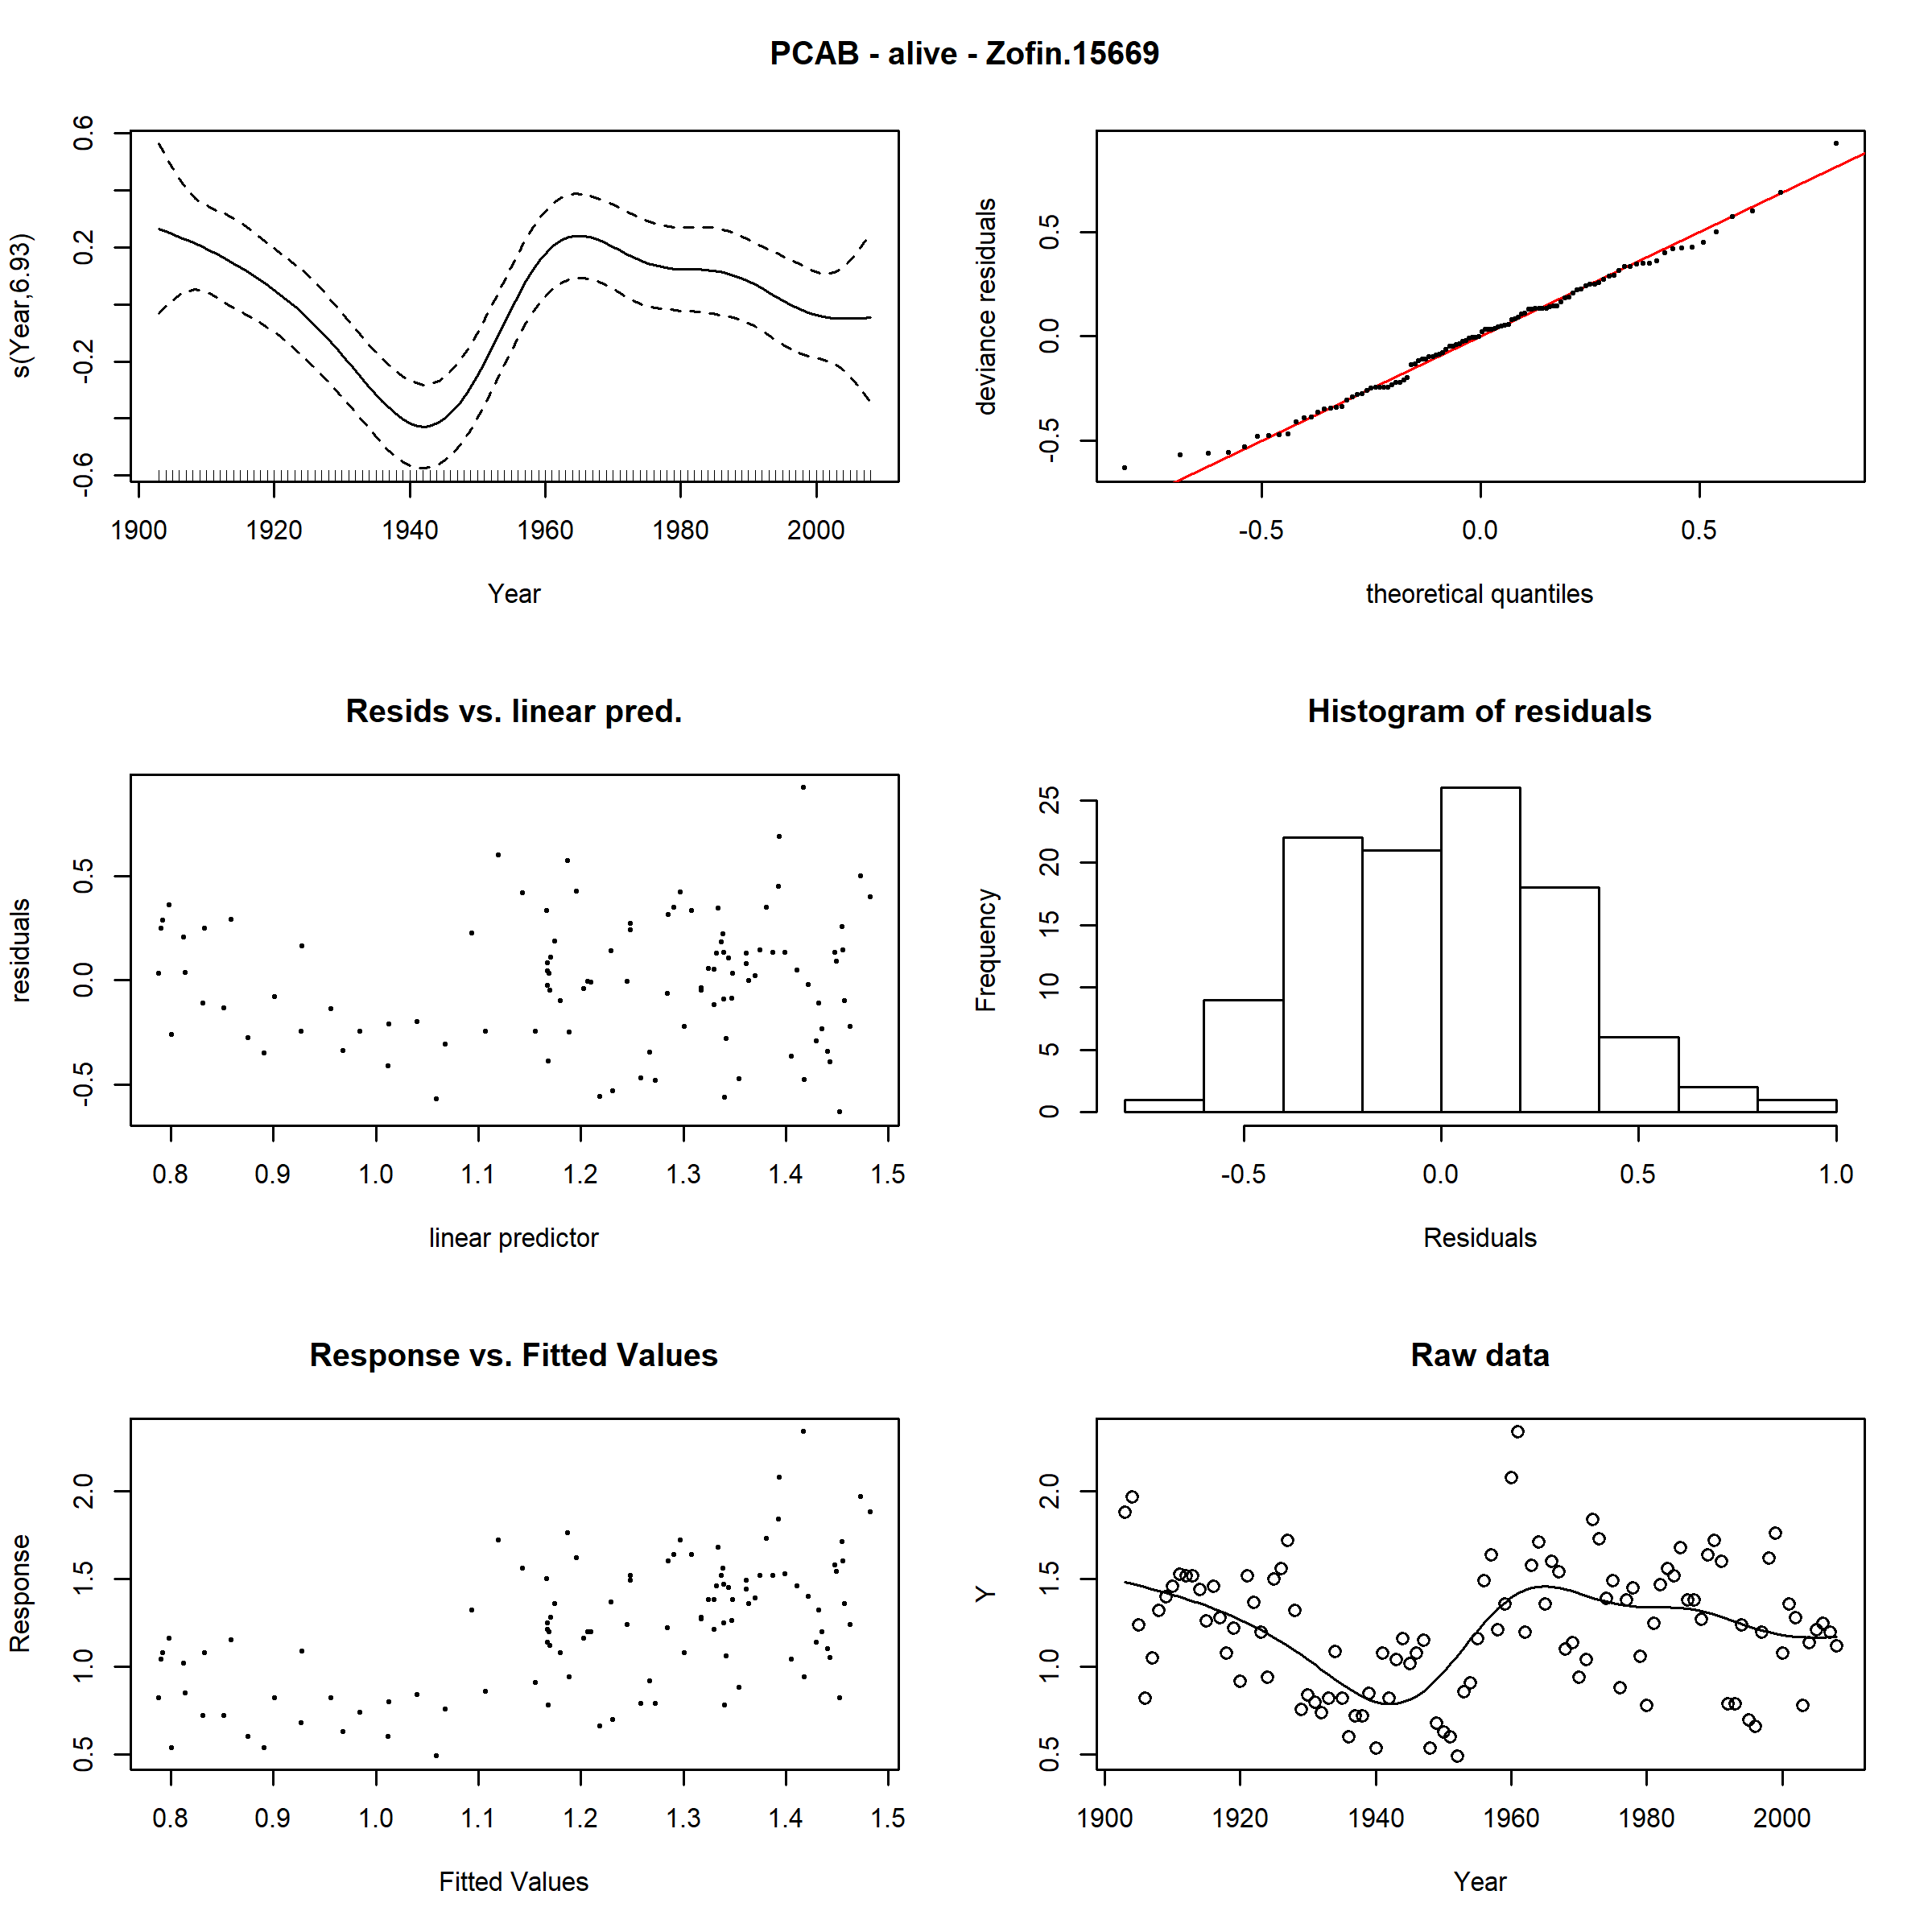 PCAB - alive - Zofin.15669
s(Year,6.93)
-0.6
-0.2
0.2
0.6
1900 1920 1940 1960 1980 2000
Year
deviance residuals
-0.5
0.0
0.5
-0.5 0.0 0.5
theoretical quantiles
Resids vs. linear pred.
residuals
-0.5
0.0
0.5
0.8 0.9 1.0 1.1 1.2 1.3 1.4 1.5
linear predictor
Histogram of residuals
Frequency
0
5
10
15
20
25
-0.5 0.0 0.5 1.0
Residuals
Response vs. Fitted Values
Response
0.5
1.0
1.5
2.0
0.8 0.9 1.0 1.1 1.2 1.3 1.4 1.5
Fitted Values
Raw data
Y
0.5
1.0
1.5
2.0
1900 1920 1940 1960 1980 2000
Year